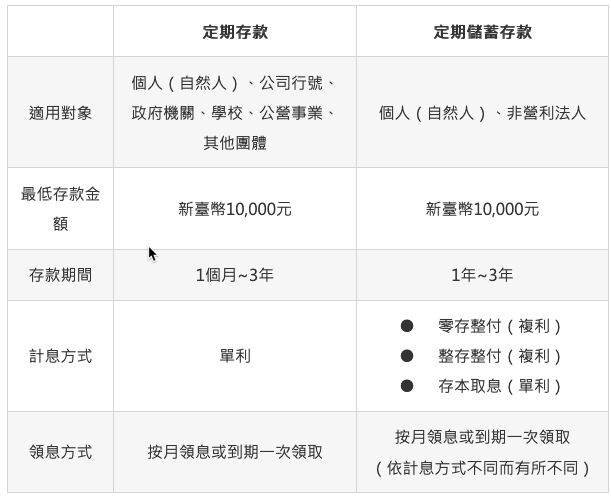 定期存款
定期儲蓄存款
適用對象
個人（自然人）、公司行號、
政府機關、學校、公營事業、
其他團體
個人（自然人）、非營利法人
最低存款金
額
新臺幣10,000元
新臺幣10,000元
存款期間
1個月~3年
1年~3年
計息方式
單利
● 零存整付（複利）
● 整存整付（複利）
● 存本取息（單利）
領息方式
按月領息或到期一次領取
按月領息或到期一次領取
（依計息方式不同而有所不同）